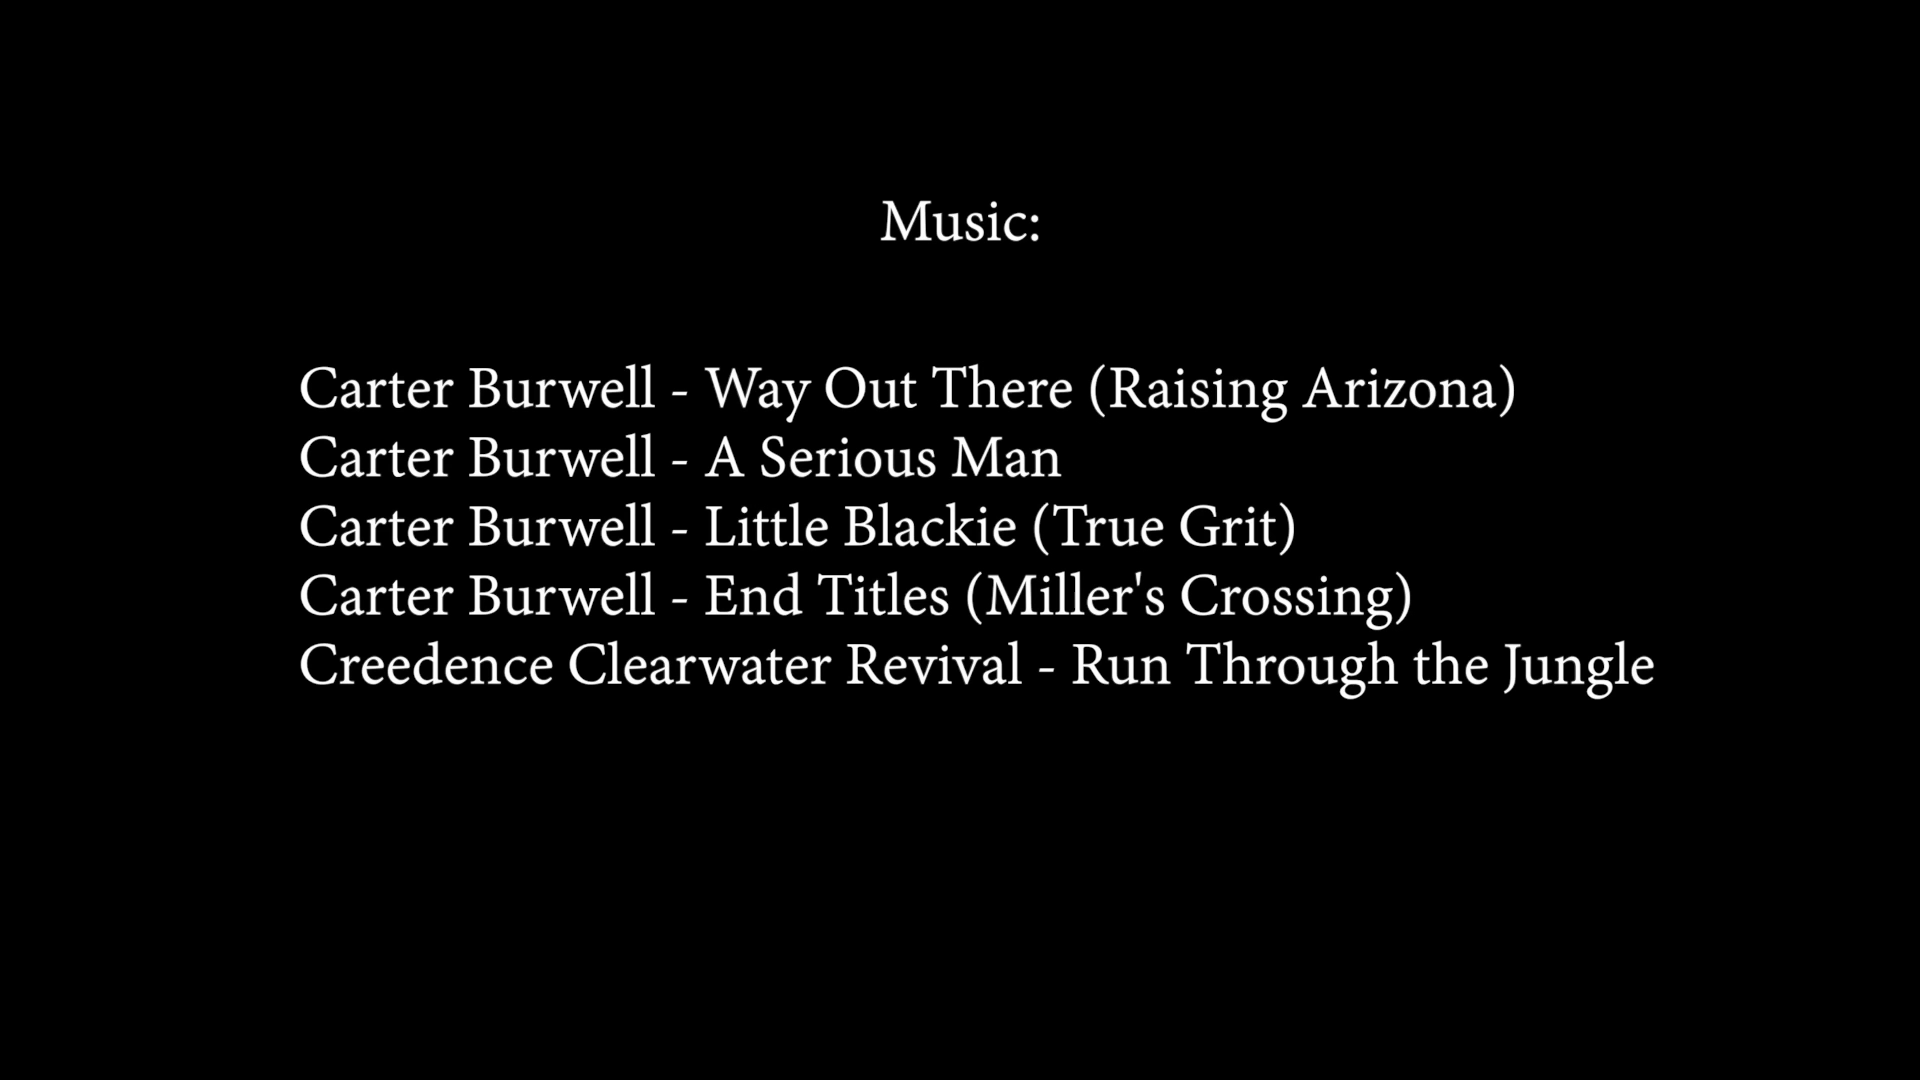 Music:
Carter Burwell - Way Out There (Raising Arizona)
Carter Burwell - A Serious Man
Carter Burwell - Little Blackie (True Grit)
Carter Burwell - End Titles (Miller's Crossing)
Creedence Clearwater Revival - Run Through the Jungle